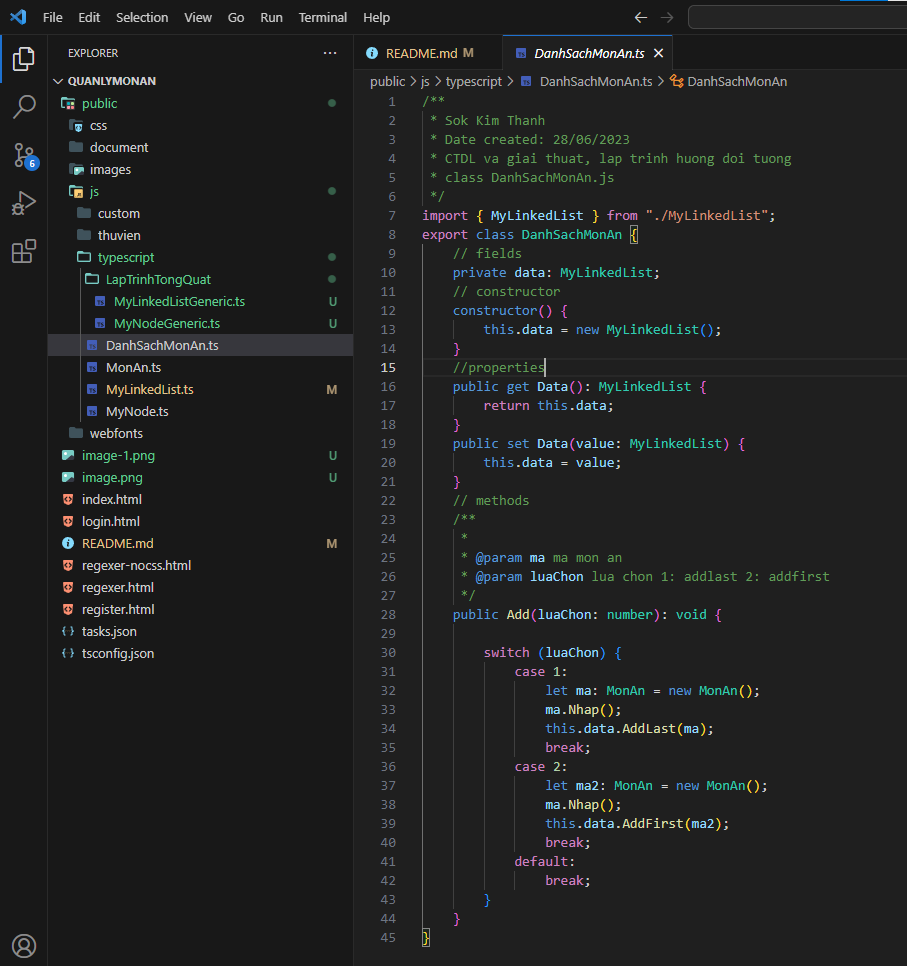 File Edit Selection View Go Run Terminal Help
EXPLORER
QUANLYMONAN
public
css
document
images
js
custom
thuvien
typescript
LapTrinhTongQuat
MyLinkedListGeneric.ts U
MyNodeGeneric.ts U
DanhSachMonAn.ts
MonAn.ts
MyLinkedList.ts M
MyNode.ts
webfonts
image-1.png U
image.png U
index.html
login.html
README.md M
regexer-nocss.html
regexer.html
register.html
tasks.json
tsconfig.json
6
README.md M DanhSachMonAn.ts
public > js > typescript > DanhSachMonAn.ts > DanhSachMonAn
1 /**
2 * Sok Kim Thanh
3 * Date created: 28/06/2023
4 * CTDL va giai thuat, lap trinh huong doi tuong
5 * class DanhSachMonAn.js
6 */
7 import { MyLinkedList } from "./MyLinkedList";
8 export class DanhSachMonAn {
9 // fields
10 private data: MyLinkedList;
11 // constructor
12 constructor() {
13 this.data = new MyLinkedList();
14 }
15 //properties
16 public get Data(): MyLinkedList {
17 return this.data;
18 }
19 public set Data(value: MyLinkedList) {
20 this.data = value;
21 }
22 // methods
23 /**
24 *
25 * @param ma ma mon an
26 * @param luaChon lua chon 1: addlast 2: addfirst
27 */
28 public Add(luaChon: number): void {
29
30 switch (luaChon) {
31 case 1:
32 let ma: MonAn = new MonAn();
33 ma.Nhap();
34 this.data.AddLast(ma);
35 break;
36 case 2:
37 let ma2: MonAn = new MonAn();
38 ma.Nhap();
39 this.data.AddFirst(ma2);
40 break;
41 default:
42 break;
43 }
44 }
45 }